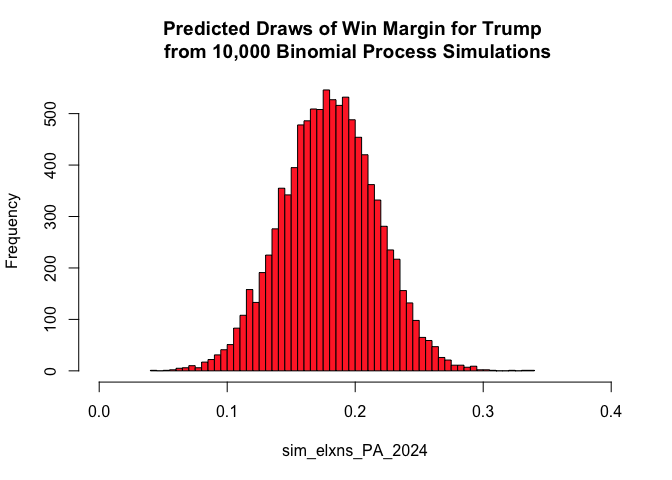 Predicted Draws of Win Margin for Trump
from 10,000 Binomial Process Simulations
Frequency
500
400
300
200
100
0
0.0 0.1 0.2 0.3 0.4
sim_elxns_PA_2024